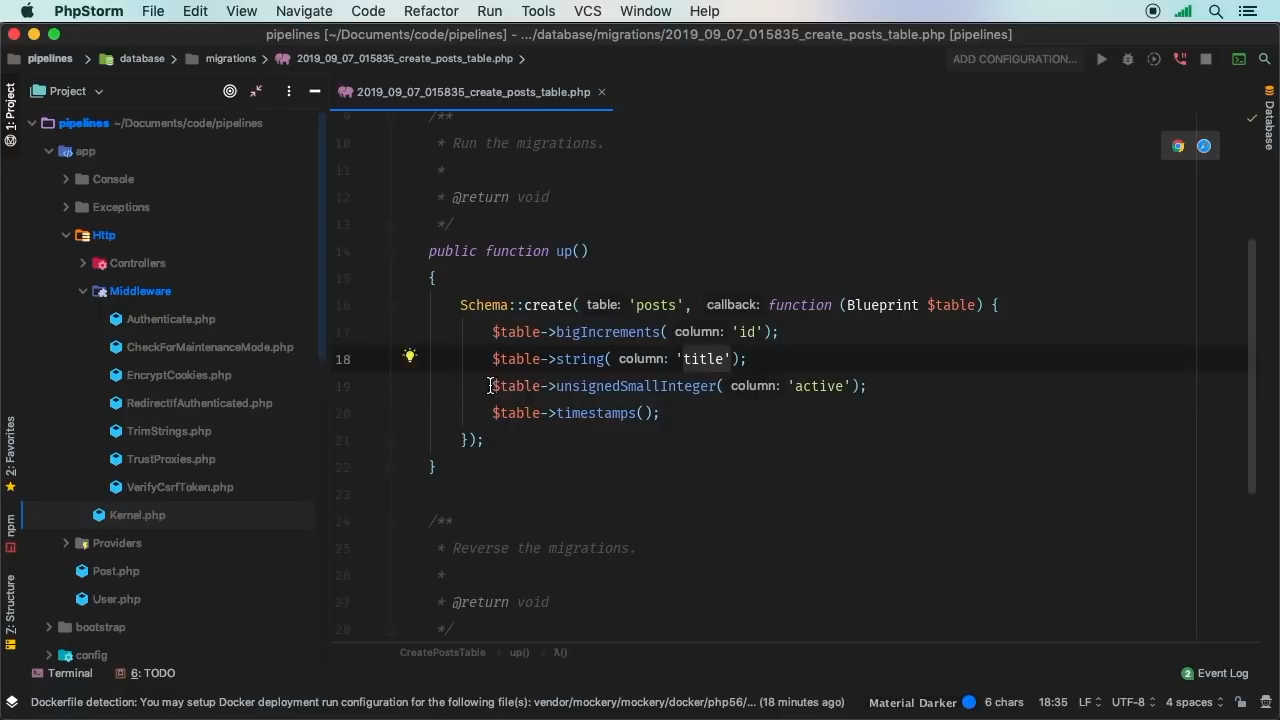 PhpStorm File Edit View Navigate Code Refactor Run Tools VCS Window Help
pipelines [~/Documents/code/pipelines] - .../database/migrations/2019_09_07_015835_create_posts_table.php [pipelines]
pipelines database migrations 2019_09_07_015835_create_posts_table.php ADD CONFIGURATION...
1: Project
Project
2019_09_07_015835_create_posts_table.php
Database
pipelines ~/Documents/code/pipelines
app
Console
Exceptions
Http
Controllers
Middleware
Authenticate.php
CheckForMaintenanceMode.php
EncryptCookies.php
RedirectIfAuthenticated.php
TrimStrings.php
TrustProxies.php
VerifyCsrfToken.php
Kernel.php
Providers
Post.php
User.php
bootstrap
config
2: Favorites
npm
7: Structure
9 /**
10 * Run the migrations.
11 *
12 * @return void
13 */
14 public function up()
15 {
16 Schema::create( table: 'posts', callback: function (Blueprint $table) {
17 $table->bigIncrements( column: 'id');
18 $table->string( column: 'title');
19 $table->unsignedSmallInteger( column: 'active');
20 $table->timestamps();
21 });
22 }
23
24 /**
25 * Reverse the migrations.
26 *
27 * @return void
28 */
CreatePostsTable up() λ()
Terminal 6: TODO 2 Event Log
Dockerfile detection: You may setup Docker deployment run configuration for the following file(s): vendor/mockery/mockery/docker/php56/... (18 minutes ago) Material Darker 6 chars 18:35 LF UTF-8 4 spaces